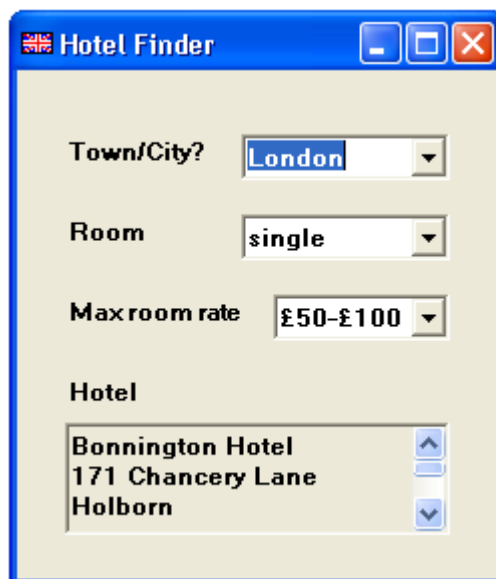 Hotel Finder
Town/City? London
Room single
Max room rate £50-£100
Hotel
Bonnington Hotel
171 Chancery Lane
Holborn